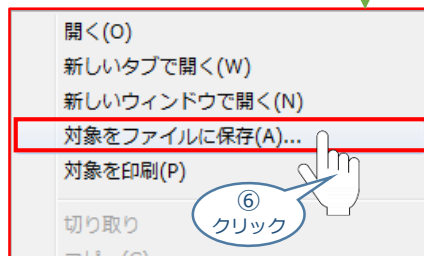 開く(O)
新しいタブで開く(W)
新しいウィンドウで開く(N)
対象をファイルに保存(A)...
対象を印刷(P)
⑥
クリック
切り取り